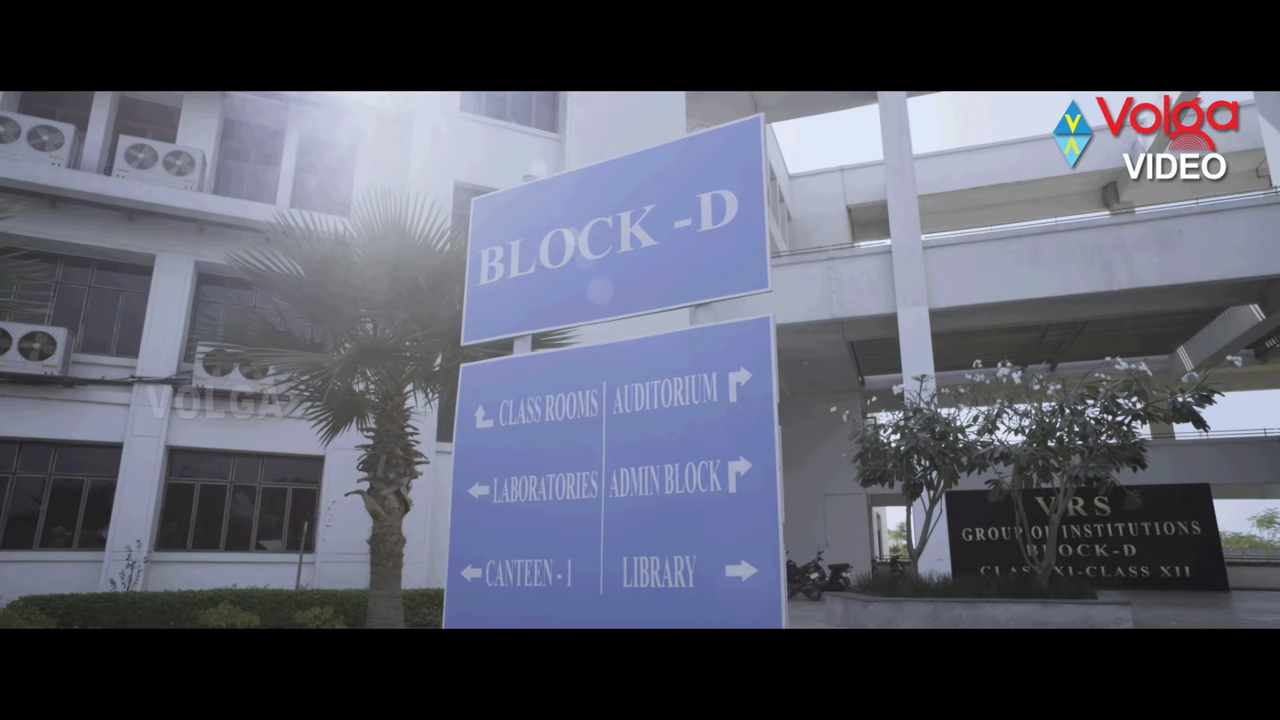 Volga
VIDEO
BLOCK -D
CLASS ROOMS
AUDITORIUM
LABORATORIES
ADMIN BLOCK
CANTEEN - 1
LIBRARY
VOLGA
VRS
GROUP OF INSTITUTIONS
BLOCK-D
CLASS XI-CLASS XII